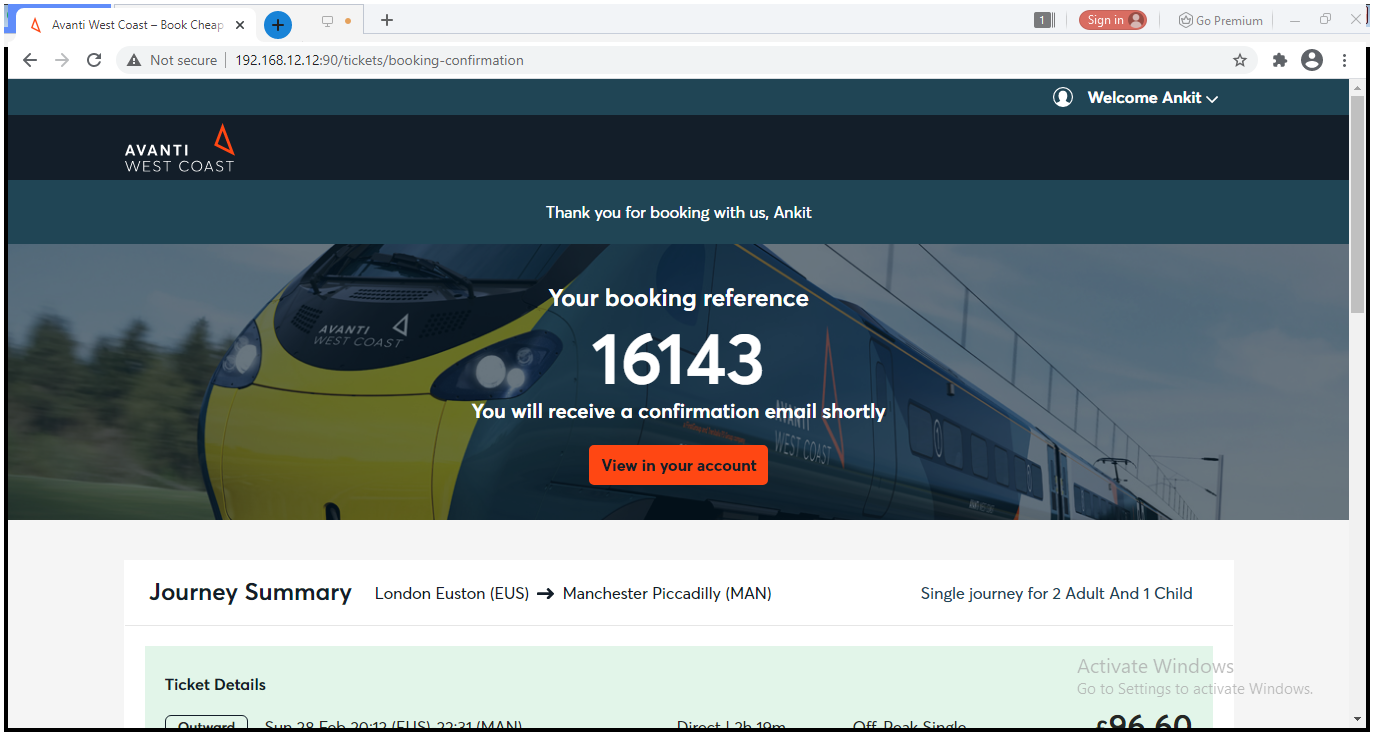 Avanti West Coast – Book Cheap
1
Sign in
Go Premium
Not secure
192.168.12.12:90/tickets/booking-confirmation
Welcome Ankit
AVANTI
WEST COAST
Thank you for booking with us, Ankit
AVANTI
WEST COAST
Your booking reference
16143
You will receive a confirmation email shortly
AVANTI
WEST COAST
View in your account
Journey Summary London Euston (EUS) → Manchester Piccadilly (MAN) Single journey for 2 Adult And 1 Child
Ticket Details
Activate Windows
Go to Settings to activate Windows.
Outward Sun 28 Feb 20:12 (EUS)-22:31 (MAN) Direct | 2h 19m Off-Peak Single £96.60